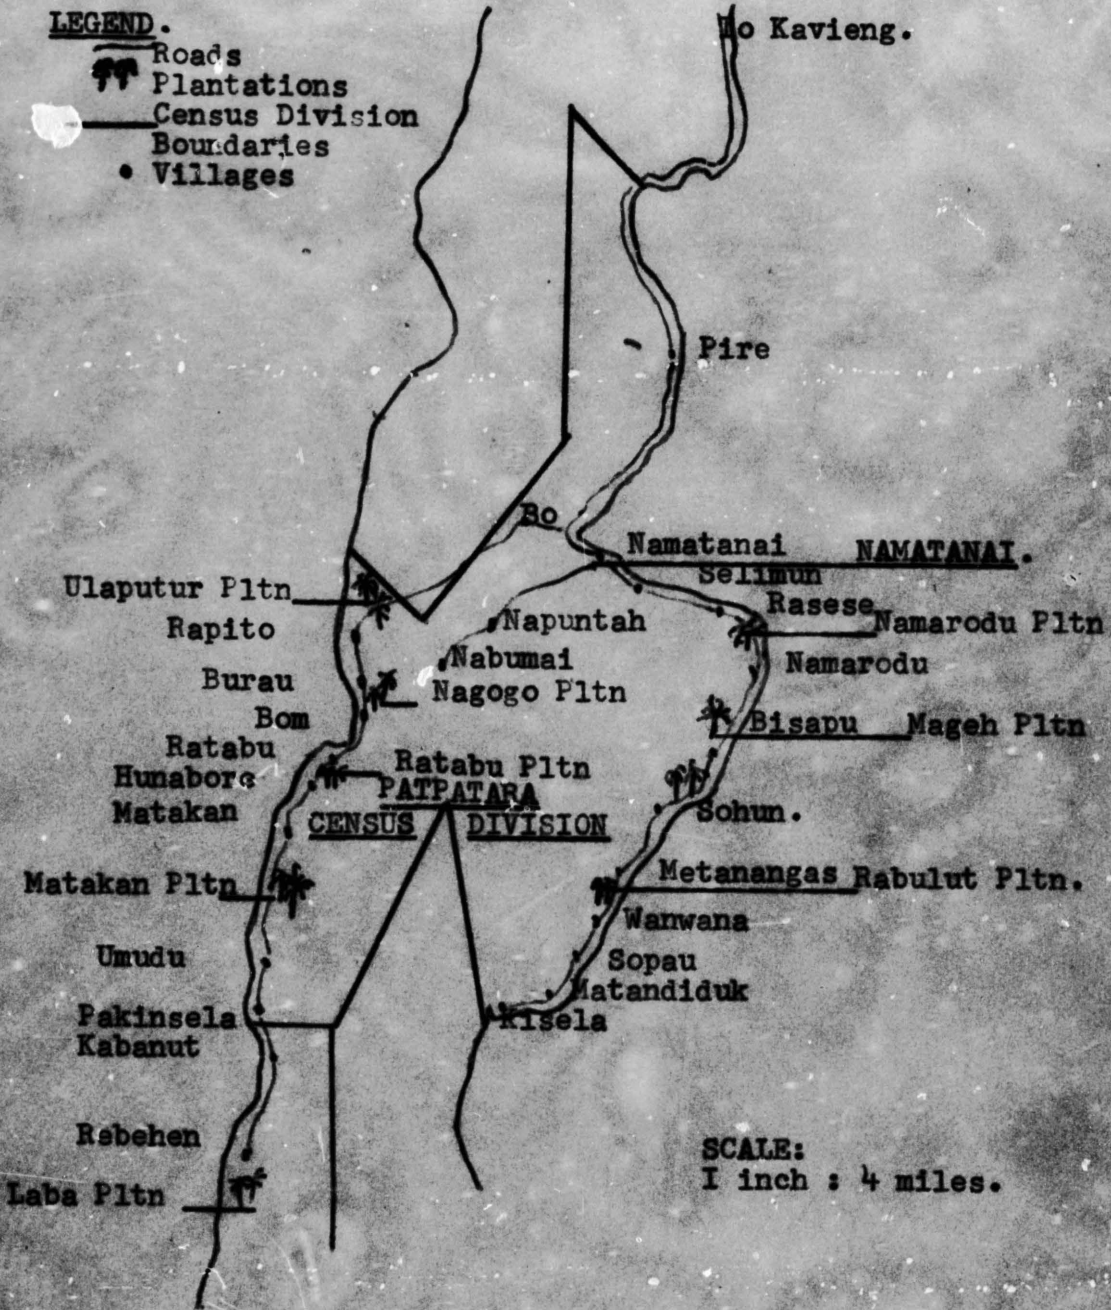 LEGEND.
Roads
Plantations
Census Division
Boundaries
Villages
To Kavieng.
Pire
Bo
Namatanai NAMATANAI.
Selimun
Ulaputur Pltn
Rasese
Namarodu Pltn
Rapito
Napuntah
Nabumai
Namarodu
Burau
Nagogo Pltn
Bom
Bisapu Mageh Pltn
Ratabu
Ratabu Pltn
Hunabore
PATPATARA
Matakan
Sohun.
CENSUS DIVISION
Matakan Pltn
Metanangas Rabulut Pltn.
Wanwana
Umudu
Sopau
Matandiduk
Pakinsela
Akisela
Kabanut
Rebehen
SCALE:
I inch : 4 miles.
Laba Pltn